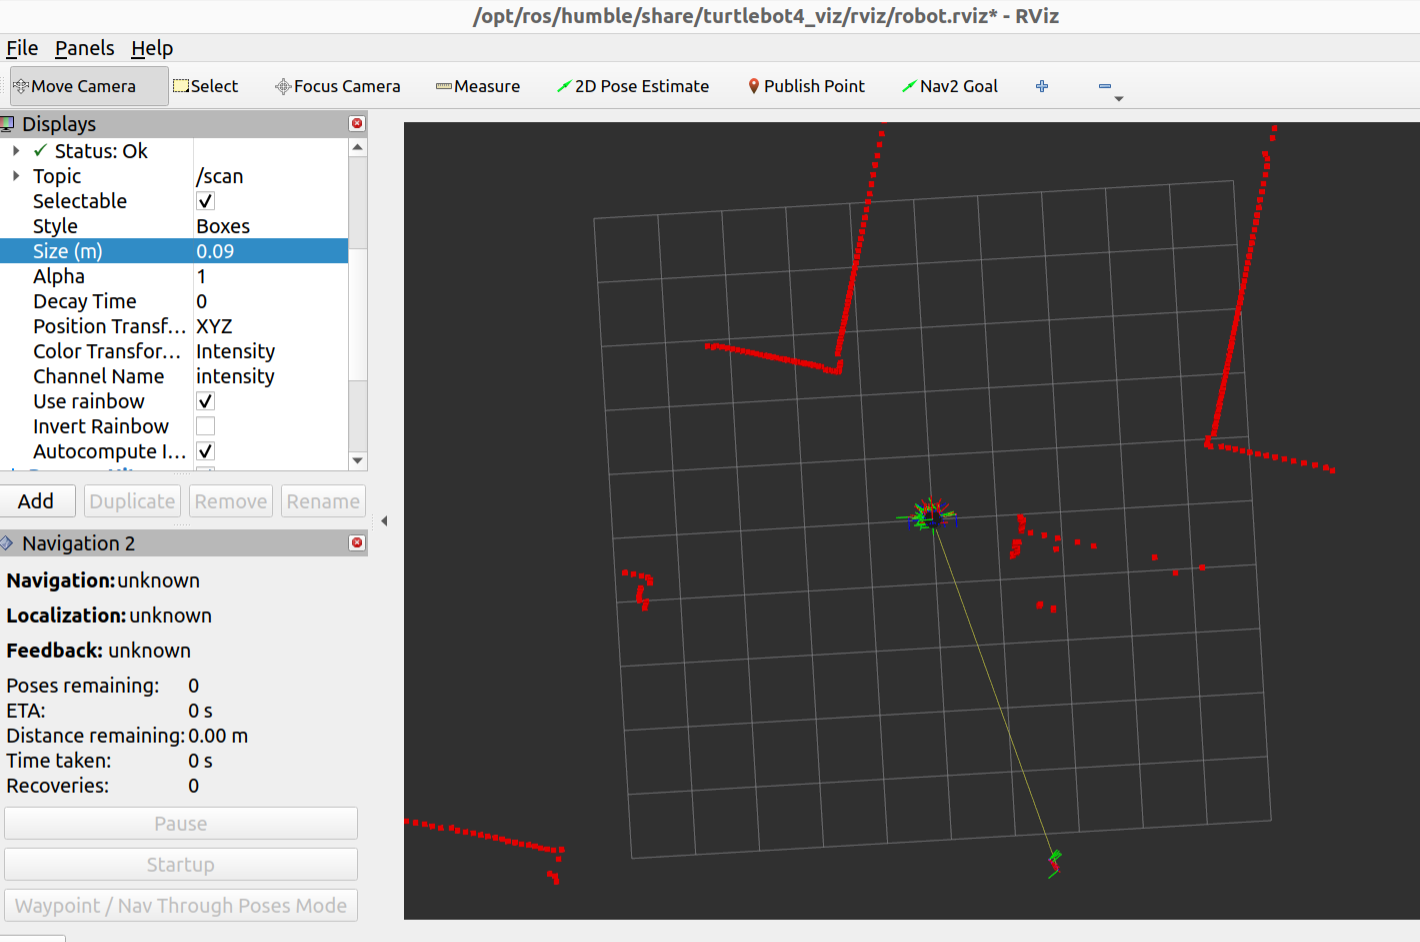 /opt/ros/humble/share/turtlebot4_viz/rviz/robot.rviz* - RViz
File Panels Help
Move Camera Select Focus Camera Measure 2D Pose Estimate Publish Point Nav2 Goal
Displays
Status: Ok
Topic /scan
Selectable
Style Boxes
Size (m) 0.09
Alpha 1
Decay Time 0
Position Transf... XYZ
Color Transfor... Intensity
Channel Name intensity
Use rainbow
Invert Rainbow
Autocompute I...
Add Duplicate Remove Rename
Navigation 2
Navigation: unknown
Localization: unknown
Feedback: unknown
Poses remaining: 0
ETA: 0 s
Distance remaining: 0.00 m
Time taken: 0 s
Recoveries: 0
Pause
Startup
Waypoint / Nav Through Poses Mode